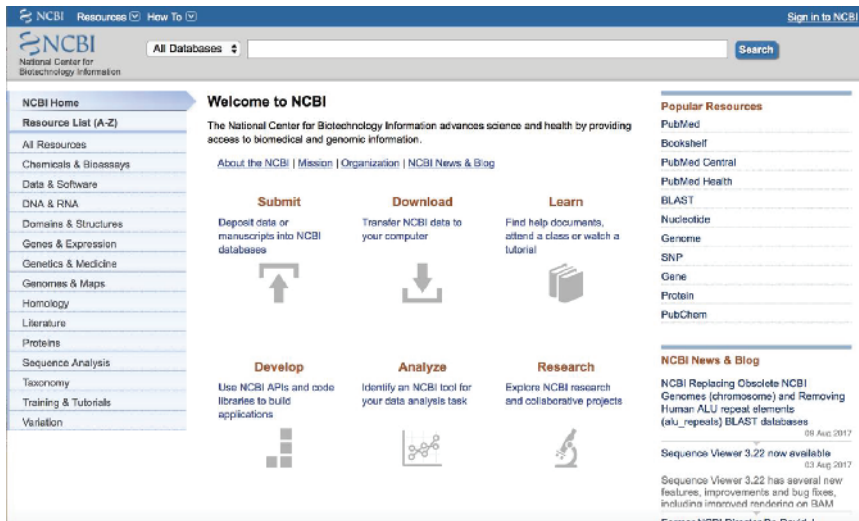 NCBI Resources How To Sign in to NCBI
NCBI
National Center for
Biotechnology Information
All Databases
Search
NCBI Home
Resource List (A-Z)
All Resources
Chemicals & Bioassays
Data & Software
DNA & RNA
Domains & Structures
Genes & Expression
Genetics & Medicine
Genomes & Maps
Homology
Literature
Proteins
Sequence Analysis
Taxonomy
Training & Tutorials
Variation
Welcome to NCBI
The National Center for Biotechnology Information advances science and health by providing
access to biomedical and genomic information.
About the NCBI | Mission | Organization | NCBI News & Blog
Submit
Deposit data or
manuscripts into NCBI
databases
Download
Transfer NCBI data to
your computer
Learn
Find help documents,
attend a class or watch a
tutorial
Develop
Use NCBI APIs and code
libraries to build
applications
Analyze
Identify an NCBI tool for
your data analysis task
Research
Explore NCBI research
and collaborative projects
Popular Resources
PubMed
Bookshelf
PubMed Central
PubMed Health
BLAST
Nucleotide
Genome
SNP
Gene
Protein
PubChem
NCBI News & Blog
NCBI Replacing Obsolete NCBI
Genomes (chromosome) and Removing
Human ALU repeat elements
(alu_repeats) BLAST databases
09 Aug 2017
Sequence Viewer 3.22 now available
03 Aug 2017
Sequence Viewer 3.22 has several new
features, improvements and bug fixes,
including improved rendering on BAM
Former NCBI Director Dr. David